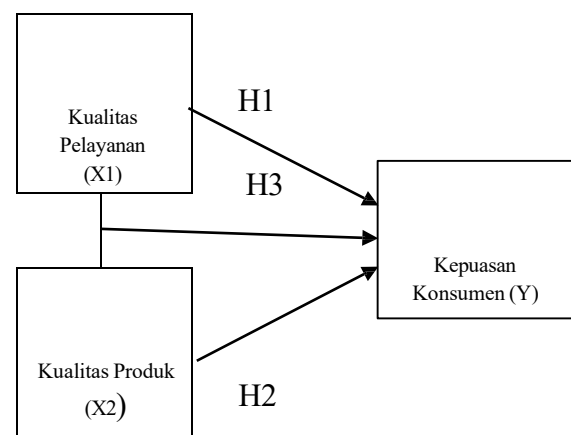 H1
Kualitas
Pelayanan
(X1)
H3
Kepuasan
Konsumen (Y)
Kualitas Produk
(X2)
H2